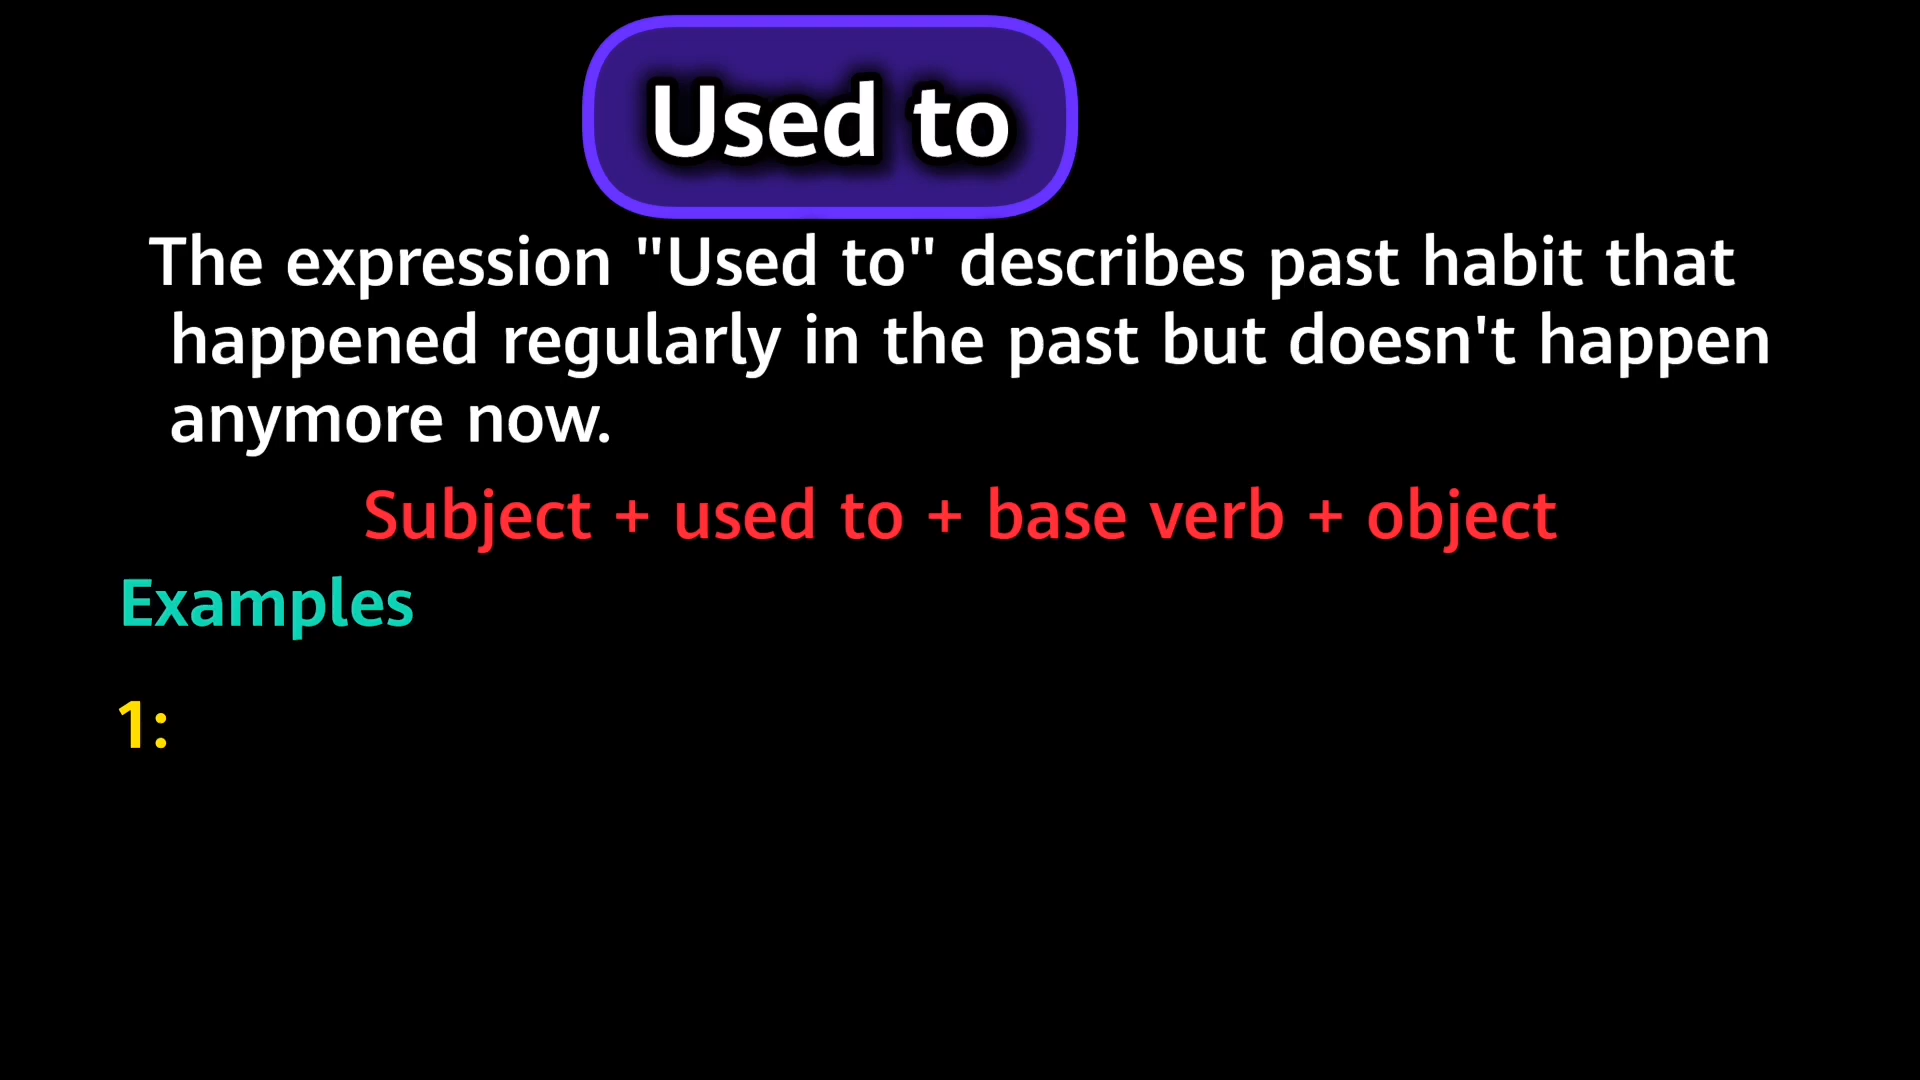 Used to
The expression "Used to" describes past habit that
happened regularly in the past but doesn't happen
anymore now.
Subject + used to + base verb + object
Examples
1: